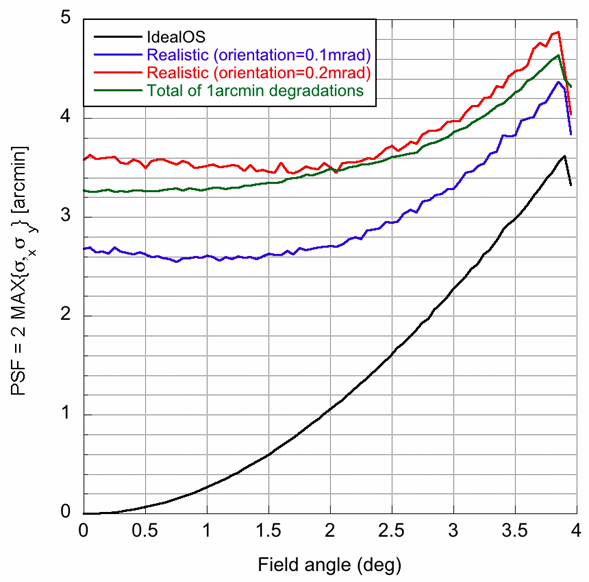 IdealOS
Realistic (orientation=0.1mrad)
Realistic (orientation=0.2mrad)
Total of 1arcmin degradations
PSF = 2 MAX{σ,x σ y} [arcmin]
5
4
3
2
1
0
0 0.5 1 1.5 2 2.5 3 3.5 4
Field angle (deg)